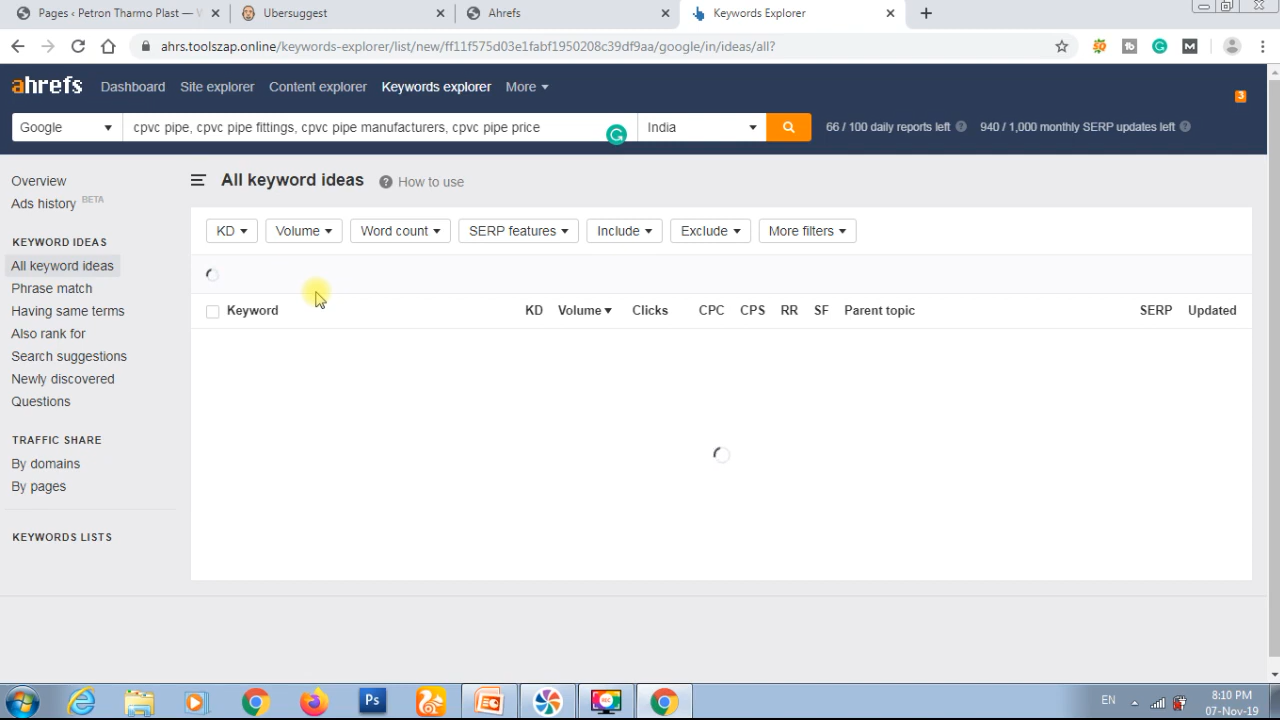 Pages ‹ Petron Tharmo Plast —
Ubersuggest
Ahrefs
Keywords Explorer
ahrs.toolszap.online/keywords-explorer/list/new/ff11f575d03e1fabf1950208c39df9aa/google/in/ideas/all?
ahrefs Dashboard Site explorer Content explorer Keywords explorer More
3
Google cpvc pipe, cpvc pipe fittings, cpvc pipe manufacturers, cpvc pipe price India 66 / 100 daily reports left 940 / 1,000 monthly SERP updates left
Overview
Ads history BETA
KEYWORD IDEAS
All keyword ideas
Phrase match
Having same terms
Also rank for
Search suggestions
Newly discovered
Questions
TRAFFIC SHARE
By domains
By pages
KEYWORDS LISTS
All keyword ideas ? How to use
KD Volume Word count SERP features Include Exclude More filters
Keyword KD Volume Clicks CPC CPS RR SF Parent topic SERP Updated
Ps
EN
8:10 PM
07-Nov-19